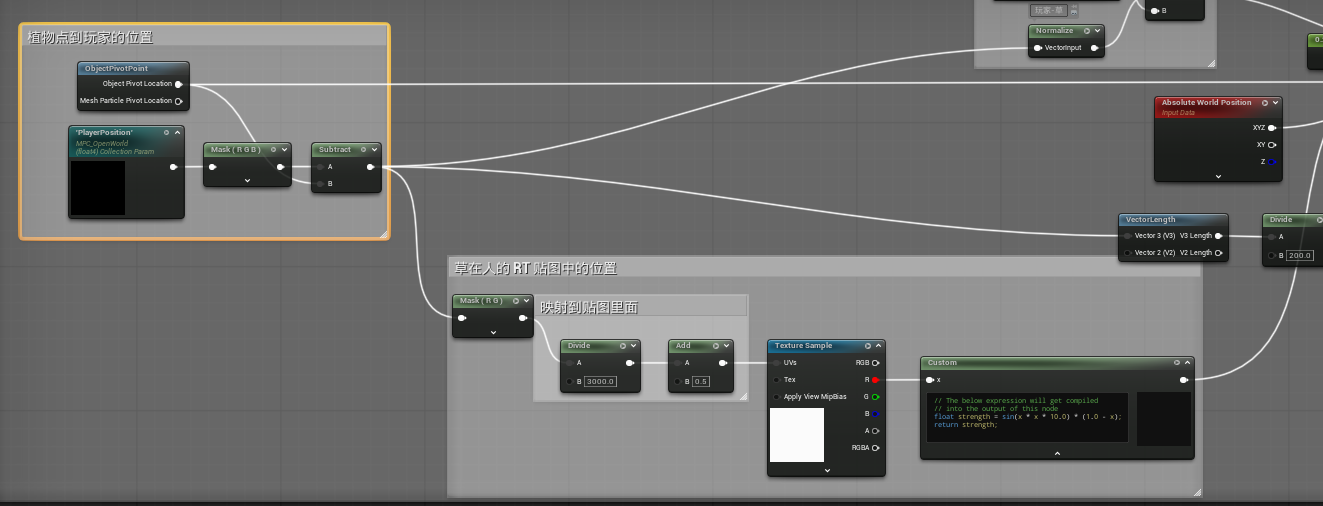 植物点到玩家的位置
ObjectPivotPoint
Object Pivot Location
Mesh Particle Pivot Location
'PlayerPosition'
MPC_OpenWorld
(float4) Collection Param
Mask ( R G B )
Subtract
A
B
玩家-草
B
Normalize
VectorInput
0.
Absolute World Position
Input Data
XYZ
XY
Z
VectorLength
Vector 3 (V3) V3 Length
Vector 2 (V2) V2 Length
Divide
A
B 200.0
草在人的 RT 贴图中的位置
Mask ( R G )
映射到贴图里面
Divide
A
B 3000.0
Add
A
B 0.5
Texture Sample
UVs RGB
Tex R
Apply View MipBias G
B
A
RGBA
Custom
x
// The below expression will get compiled
// into the output of this node
float strength = sin(x * x * 10.0) * (1.0 - x);
return strength;